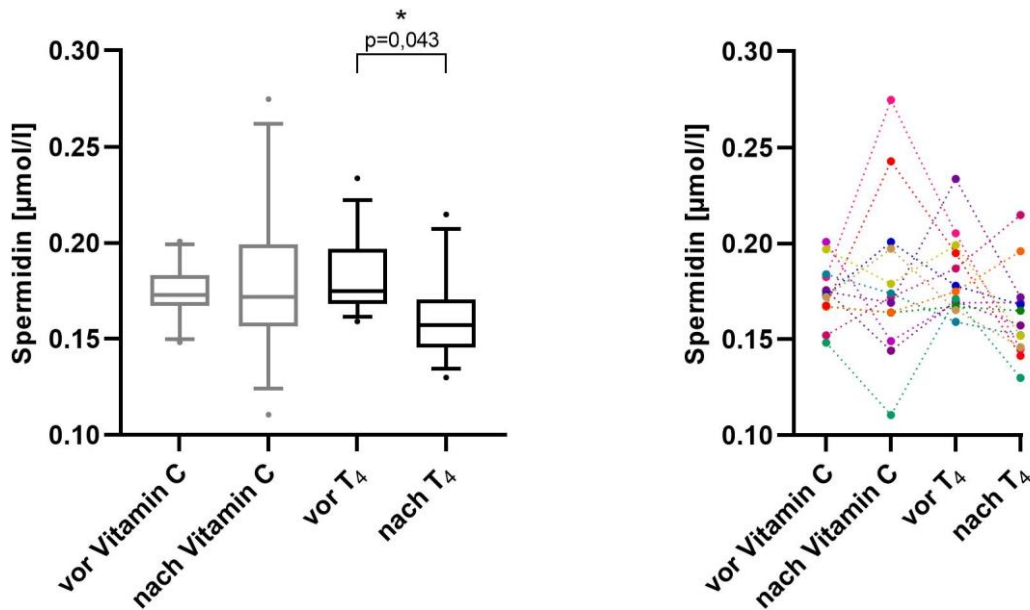 *
p=0,043
Spermidin [µmol/l]
0.30
0.25
0.20
0.15
0.10
vor Vitamin C
nach Vitamin C
vor T₄
nach T₄
Spermidin [µmol/l]
0.30
0.25
0.20
0.15
0.10
vor Vitamin C
nach Vitamin C
vor T₄
nach T₄